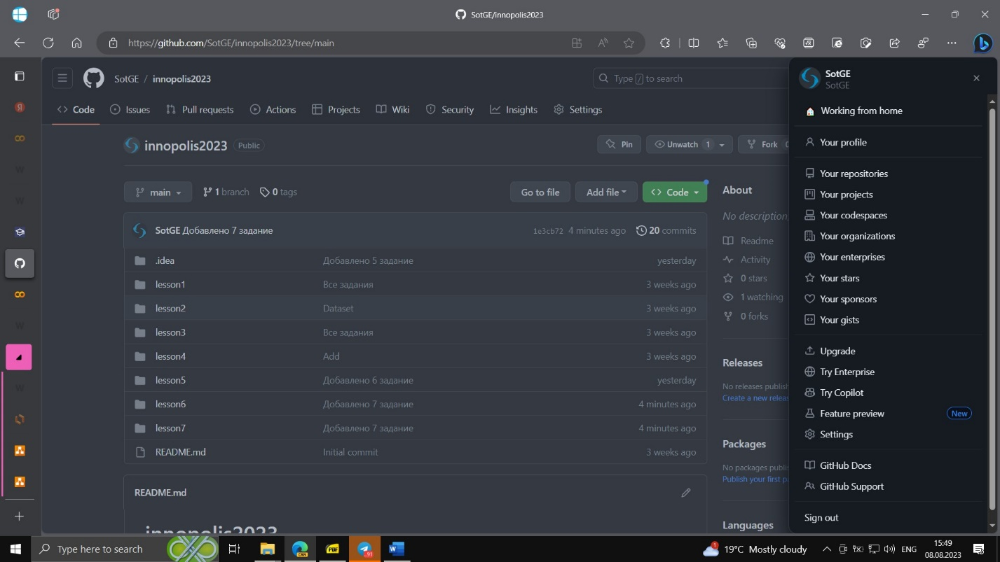 SotGE/innopolis2023
https://github.com/SotGE/innopolis2023/tree/main
SotGE / innopolis2023
Type / to search
Code Issues Pull requests Actions Projects Wiki Security Insights Settings
innopolis2023 Public
Pin Unwatch 1 Fork
main 1 branch 0 tags
Go to file Add file Code
SotGE Добавлено 7 задание 1e3cb72 4 minutes ago 20 commits
.idea Добавлено 5 задание yesterday
lesson1 Все задания 3 weeks ago
lesson2 Dataset 3 weeks ago
lesson3 Все задания 3 weeks ago
lesson4 Add 3 weeks ago
lesson5 Добавлено 6 задание yesterday
lesson6 Добавлено 7 задание 4 minutes ago
lesson7 Добавлено 7 задание 4 minutes ago
README.md Initial commit 3 weeks ago
README.md
innopolis2023
About
No description,
Readme
Activity
0 stars
1 watching
0 forks
Releases
No releases
Create a new
Packages
No packages
Publish your first
Languages
SotGE
SotGE
Working from home
Your profile
Your repositories
Your projects
Your codespaces
Your organizations
Your enterprises
Your stars
Your sponsors
Your gists
Upgrade
Try Enterprise
Try Copilot
Feature preview New
Settings
GitHub Docs
GitHub Support
Sign out
Type here to search
CAN
PDF
91
1
19°C Mostly cloudy
ENG
15:49
08.08.2023